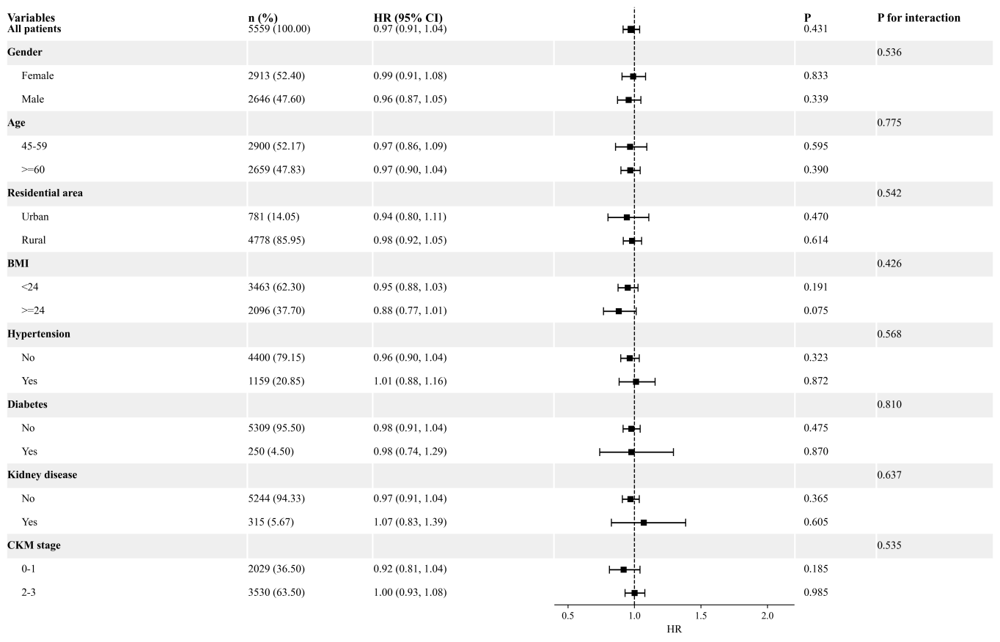 Variables n (%) HR (95% CI) P P for interaction
All patients 5559 (100.00) 0.97 (0.91, 1.04) 0.431
Gender 0.536
Female 2913 (52.40) 0.99 (0.91, 1.08) 0.833
Male 2646 (47.60) 0.96 (0.87, 1.05) 0.339
Age 0.775
45-59 2900 (52.17) 0.97 (0.86, 1.09) 0.595
>=60 2659 (47.83) 0.97 (0.90, 1.04) 0.390
Residential area 0.542
Urban 781 (14.05) 0.94 (0.80, 1.11) 0.470
Rural 4778 (85.95) 0.98 (0.92, 1.05) 0.614
BMI 0.426
<24 3463 (62.30) 0.95 (0.88, 1.03) 0.191
>=24 2096 (37.70) 0.88 (0.77, 1.01) 0.075
Hypertension 0.568
No 4400 (79.15) 0.96 (0.90, 1.04) 0.323
Yes 1159 (20.85) 1.01 (0.88, 1.16) 0.872
Diabetes 0.810
No 5309 (95.50) 0.98 (0.91, 1.04) 0.475
Yes 250 (4.50) 0.98 (0.74, 1.29) 0.870
Kidney disease 0.637
No 5244 (94.33) 0.97 (0.91, 1.04) 0.365
Yes 315 (5.67) 1.07 (0.83, 1.39) 0.605
CKM stage 0.535
0-1 2029 (36.50) 0.92 (0.81, 1.04) 0.185
2-3 3530 (63.50) 1.00 (0.93, 1.08) 0.985
0.5 1.0 1.5 2.0
HR